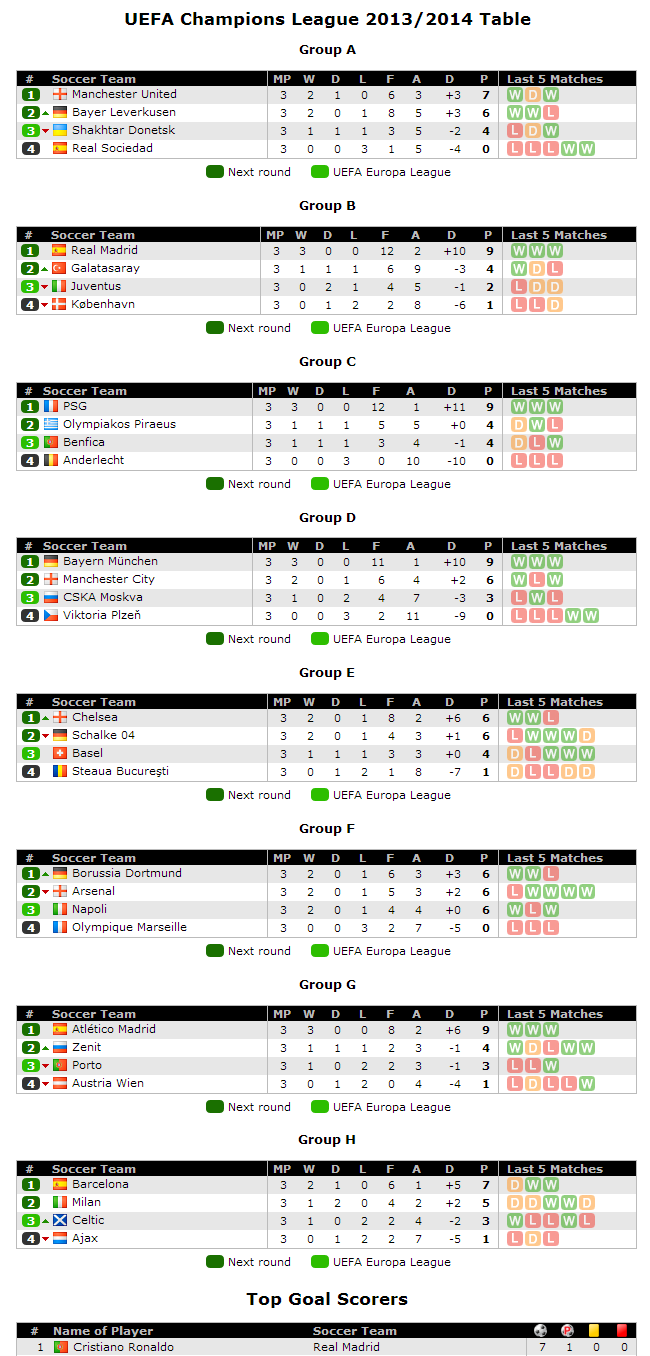 UEFA Champions League 2013/2014 Table
Group A
# Soccer Team MP W D L F A D P Last 5 Matches
1 Manchester United 3 2 1 0 6 3 +3 7 W D W
2 Bayer Leverkusen 3 2 0 1 8 5 +3 6 W W L
3 Shakhtar Donetsk 3 1 1 1 3 5 -2 4 L D W
4 Real Sociedad 3 0 0 3 1 5 -4 0 L L L W W
Next round UEFA Europa League
Group B
# Soccer Team MP W D L F A D P Last 5 Matches
1 Real Madrid 3 3 0 0 12 2 +10 9 W W W
2 Galatasaray 3 1 1 1 6 9 -3 4 W D L
3 Juventus 3 0 2 1 4 5 -1 2 L D D
4 København 3 0 1 2 2 8 -6 1 L L D
Next round UEFA Europa League
Group C
# Soccer Team MP W D L F A D P Last 5 Matches
1 PSG 3 3 0 0 12 1 +11 9 W W W
2 Olympiakos Piraeus 3 1 1 1 5 5 +0 4 D W L
3 Benfica 3 1 1 1 3 4 -1 4 D L W
4 Anderlecht 3 0 0 3 0 10 -10 0 L L L
Next round UEFA Europa League
Group D
# Soccer Team MP W D L F A D P Last 5 Matches
1 Bayern München 3 3 0 0 11 1 +10 9 W W W
2 Manchester City 3 2 0 1 6 4 +2 6 W L W
3 CSKA Moskva 3 1 0 2 4 7 -3 3 L W L
4 Viktoria Plzeň 3 0 0 3 2 11 -9 0 L L L W W
Next round UEFA Europa League
Group E
# Soccer Team MP W D L F A D P Last 5 Matches
1 Chelsea 3 2 0 1 8 2 +6 6 W W L
2 Schalke 04 3 2 0 1 4 3 +1 6 L W W W D
3 Basel 3 1 1 1 3 3 +0 4 D L W W W
4 Steaua Bucureşti 3 0 1 2 1 8 -7 1 D L L D D
Next round UEFA Europa League
Group F
# Soccer Team MP W D L F A D P Last 5 Matches
1 Borussia Dortmund 3 2 0 1 6 3 +3 6 W W L
2 Arsenal 3 2 0 1 5 3 +2 6 L W W W W
3 Napoli 3 2 0 1 4 4 +0 6 W L W
4 Olympique Marseille 3 0 0 3 2 7 -5 0 L L L
Next round UEFA Europa League
Group G
# Soccer Team MP W D L F A D P Last 5 Matches
1 Atlético Madrid 3 3 0 0 8 2 +6 9 W W W
2 Zenit 3 1 1 1 2 3 -1 4 W D L W W
3 Porto 3 1 0 2 2 3 -1 3 L L W
4 Austria Wien 3 0 1 2 0 4 -4 1 L D L L W
Next round UEFA Europa League
Group H
# Soccer Team MP W D L F A D P Last 5 Matches
1 Barcelona 3 2 1 0 6 1 +5 7 D W W
2 Milan 3 1 2 0 4 2 +2 5 D D W W D
3 Celtic 3 1 0 2 2 4 -2 3 W L L W L
4 Ajax 3 0 1 2 2 7 -5 1 L D L
Next round UEFA Europa League
Top Goal Scorers
# Name of Player Soccer Team P
1 Cristiano Ronaldo Real Madrid 7 1 0 0